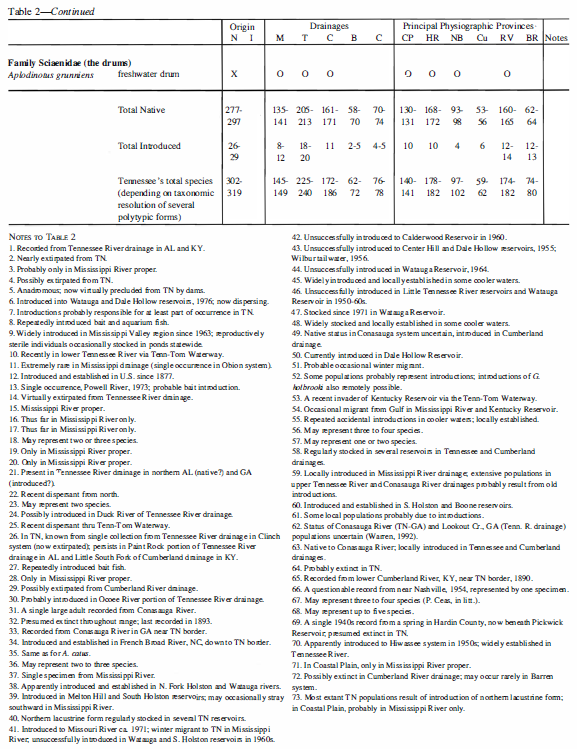 Table 2—Continued
Origin Drainages Principal Physiographic Provinces
N I M T C B C CP HR NB Cu RV BR Notes
Family Sciaenidae (the drums)
Aplodinotus grunniens freshwater drum X O O O O O O O
Total Native 277- 135- 205- 161- 58- 70- 130- 168- 93- 53- 160- 62-
297 141 213 171 70 74 131 172 98 56 165 64
Total Introduced 26- 8- 18- 11 2-5 4-5 10 10 4 6 12- 12-
29 12 20 14 13
Tennessee's total species 302- 145- 225- 172- 62- 76- 140- 178- 97- 59- 174- 74-
(depending on taxonomic 319 149 240 186 72 78 141 182 102 62 182 80
resolution of several
polytypic forms)
NOTES TO TABLE 2
1. Recorded from Tennessee River drainage in AL and KY.
2. Nearly extirpated from TN.
3. Probably only in Mississippi River proper.
4. Possibly extirpated from TN.
5. Anadromous; now virtually precluded from TN by dams.
6. Introduced into Watauga and Dale Hollow reservoirs, 1976; now dispersing.
7. Introductions probably responsible for at least part of occurrence in TN.
8. Repeatedly introduced bait and aquarium fish.
9. Widely introduced in Mississippi Valley region since 1963; reproductively
sterile individuals occasionally stocked in ponds statewide.
10. Recently in lower Tennessee River via Tenn-Tom Waterway.
11. Extremely rare in Mississippi drainage (single occurrence in Obion system).
12. Introduced and established in U.S. since 1877.
13. Single occurrence, Powell River, 1973; probable bait introduction.
14. Virtually extirpated from Tennessee River drainage.
15. Mississippi River proper.
16. Thus far in Mississippi River only.
17. Thus far in Mississippi River only.
18. May represent two or three species.
19. Only in Mississippi River proper.
20. Only in Mississippi River proper.
21. Present in Tennessee River drainage in northern AL (native?) and GA
(introduced?).
22. Recent dispersant from north.
23. May represent two species.
24. Possibly introduced in Duck River of Tennessee River drainage.
25. Recent dispersant thru Tenn-Tom Waterway.
26. In TN, known from single collection from Tennessee River drainage in Clinch
system (now extirpated); persists in Paint Rock portion of Tennessee River
drainage in AL and Little South Fork of Cumberland drainage in KY.
27. Repeatedly introduced bait fish.
28. Only in Mississippi River proper.
29. Possibly extirpated from Cumberland River drainage.
30. Probably introduced in Ocoee River portion of Tennessee River drainage.
31. A single large adult recorded from Conasauga River.
32. Presumed extinct throughout range; last recorded in 1893.
33. Recorded from Conasauga River in GA near TN border.
34. Introduced and established in French Broad River, NC, down to TN border.
35. Same as for A. catus.
36. May represent two to three species.
37. Single specimen from Mississippi River.
38. Apparently introduced and established in N. Fork Holston and Watauga rivers.
39. Introduced in Melton Hill and South Holston reservoirs; may occasionally stray
southward in Mississippi River.
40. Northern lacustrine form regularly stocked in several TN reservoirs.
41. Introduced to Missouri River ca. 1971; winter migrant to TN in Mississippi
River; unsuccessfully introduced in Watauga and S. Holston reservoirs in 1960s.
42. Unsuccessfully introduced to Calderwood Reservoir in 1960.
43. Unsuccessfully introduced to Center Hill and Dale Hollow reservoirs, 1955;
Wilbur tailwater, 1956.
44. Unsuccessfully introduced in Watauga Reservoir, 1964.
45. Widely introduced and locally established in some cooler waters.
46. Unsuccessfully introduced in Little Tennessee River reservoirs and Watauga
Reservoir in 1950-60s.
47. Stocked since 1971 in Watauga Reservoir.
48. Widely stocked and locally established in some cooler waters.
49. Native status in Conasauga system uncertain, introduced in Cumberland
drainage.
50. Currently introduced in Dale Hollow Reservoir.
51. Probable occasional winter migrant.
52. Some populations probably represent introductions; introductions of G.
holbrooki also remotely possible.
53. A recent invader of Kentucky Reservoir via the Tenn-Tom Waterway.
54. Occasional migrant from Gulf in Mississippi River and Kentucky Reservoir.
55. Repeated accidental introductions in cooler waters; locally established.
56. May represent three to four species.
57. May represent one or two species.
58. Regularly stocked in several reservoirs in Tennessee and Cumberland
drainages.
59. Locally introduced in Mississippi River drainage; extensive populations in
upper Tennessee River and Conasauga River drainages probably result from old
introductions.
60. Introduced and established in S. Holston and Boone reservoirs.
61. Some local populations probably due to introductions.
62. Status of Conasauga River (TN-GA) and Lookout Cr., GA (Tenn. R. drainage)
populations uncertain (Warren, 1992).
63. Native to Conasauga River; locally introduced in Tennessee and Cumberland
drainages.
64. Probably extinct in TN.
65. Recorded from lower Cumberland River, KY, near TN border, 1890.
66. A questionable record from near Nashville, 1954, represented by one specimen.
67. May represent three to four species (P. Ceas, in litt.).
68. May represent up to five species.
69. A single 1940s record from a spring in Hardin County, now beneath Pickwick
Reservoir; presumed extinct in TN.
70. Apparently introduced to Hiwassee system in 1950s; widely established in
Tennessee River.
71. In Coastal Plain, only in Mississippi River proper.
72. Possibly extinct in Cumberland River drainage; may occur rarely in Barren
system.
73. Most extant TN populations result of introduction of northern lacustrine form;
in Coastal Plain, probably in Mississippi River only.